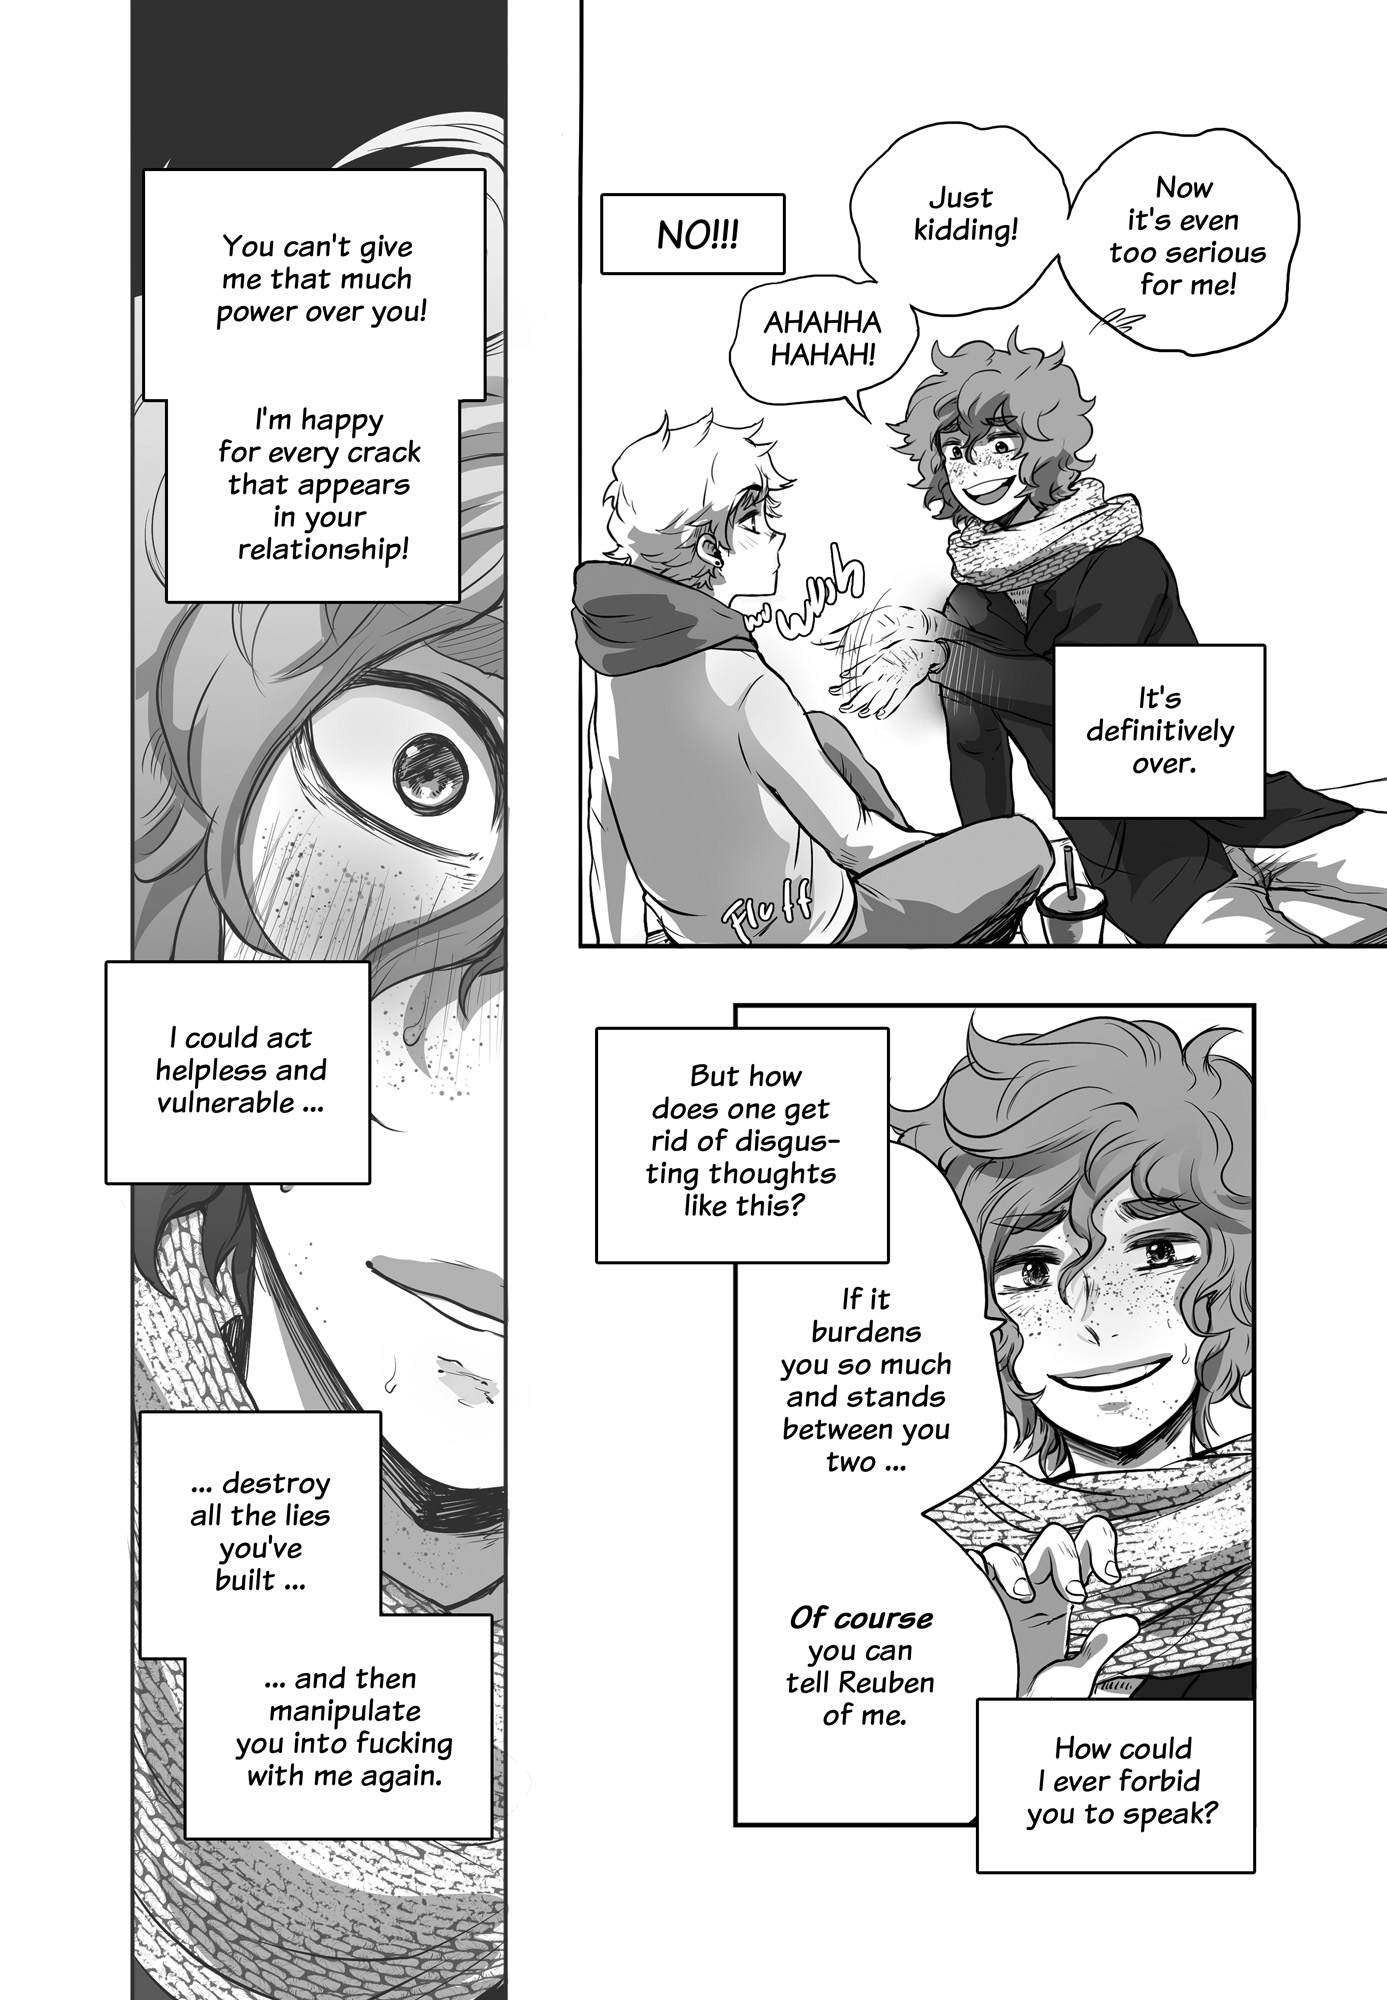 You can't give
me that much
power over you!
I'm happy
for every crack
that appears
in your
relationship!
I could act
helpless and
vulnerable ...
... destroy
all the lies
you've
built ...
... and then
manipulate
you into fucking
with me again.
NO!!!
AHAHHA
HAHAH!
Just
kidding!
Now
it's even
too serious
for me!
wush
Fluff
It's
definitively
over.
But how
does one get
rid of disgus-
ting thoughts
like this?
If it
burdens
you so much
and stands
between you
two ...
Of course
you can
tell Reuben
of me.
How could
I ever forbid
you to speak?